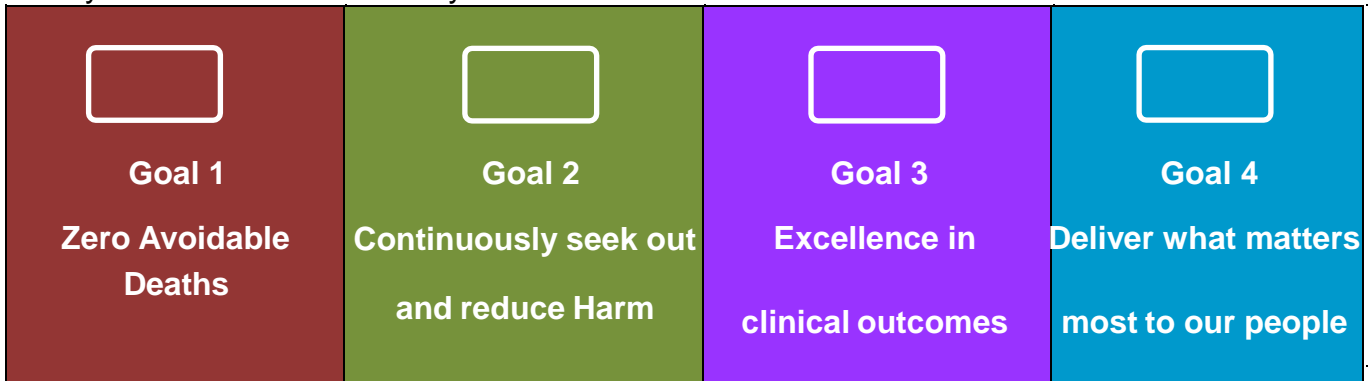 Goal 1
Zero Avoidable
Deaths
Goal 2
Continuously seek out
and reduce Harm
Goal 3
Excellence in
clinical outcomes
Goal 4
Deliver what matters
most to our people